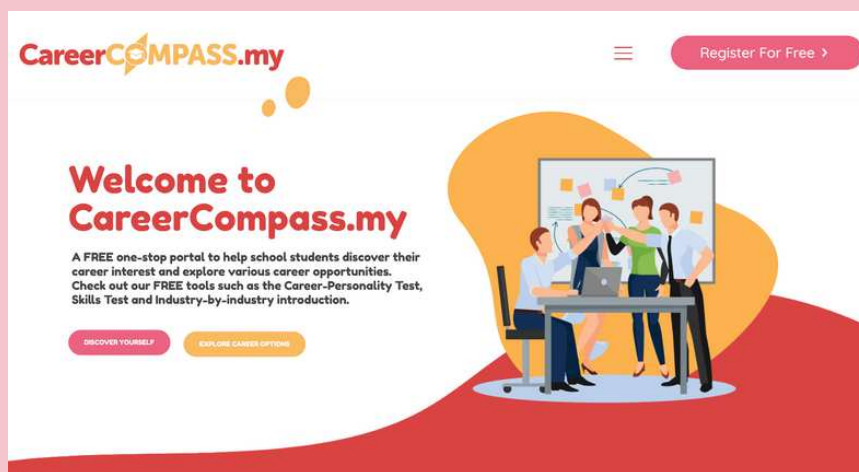 CareerCOMPASS.my
Register For Free
Welcome to
CareerCompass.my
A FREE one-stop portal to help school students discover their
career interest and explore various career opportunities.
Check out our FREE tools such as the Career-Personality Test,
Skills Test and Industry-by-industry introduction.
DISCOVER YOURSELF
EXPLORE CAREER OPTIONS